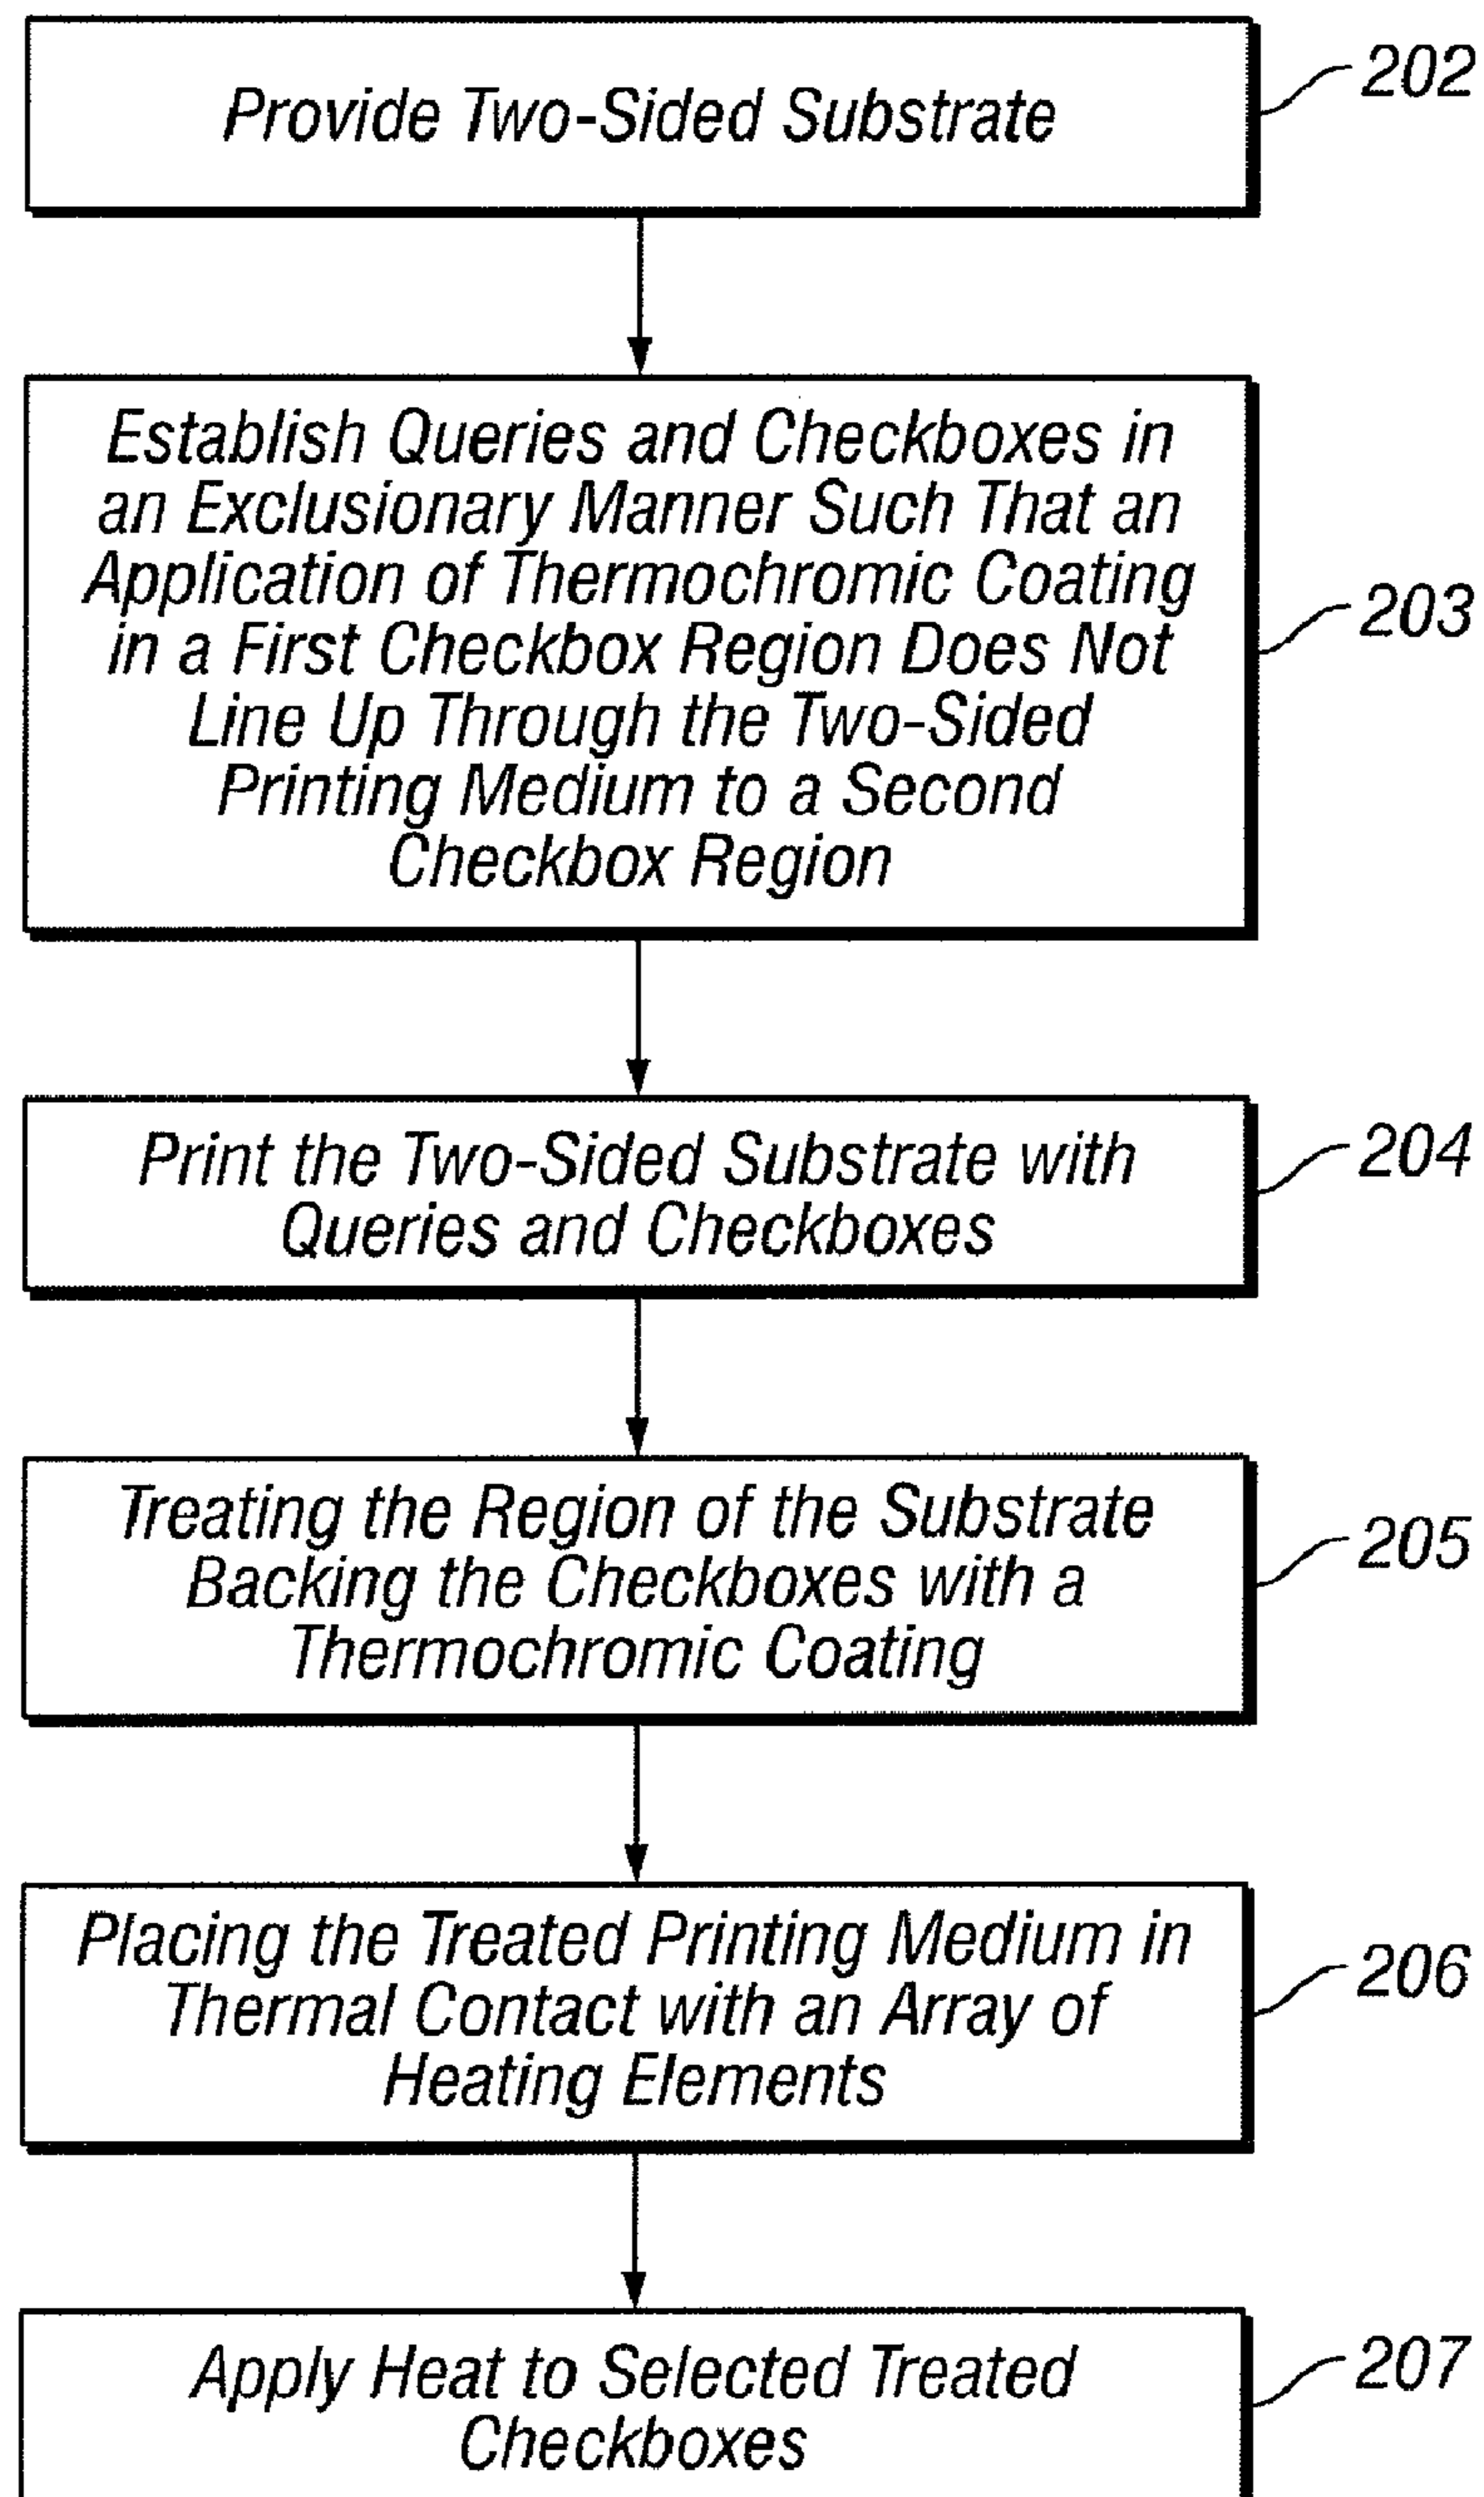 Provide Two-Sided Substrate
202
Establish Queries and Checkboxes in
an Exclusionary Manner Such That an
Application of Thermochromic Coating
in a First Checkbox Region Does Not
Line Up Through the Two-Sided
Printing Medium to a Second
Checkbox Region
203
Print the Two-Sided Substrate with
Queries and Checkboxes
204
Treating the Region of the Substrate
Backing the Checkboxes with a
Thermochromic Coating
205
Placing the Treated Printing Medium in
Thermal Contact with an Array of
Heating Elements
206
Apply Heat to Selected Treated
Checkboxes
207